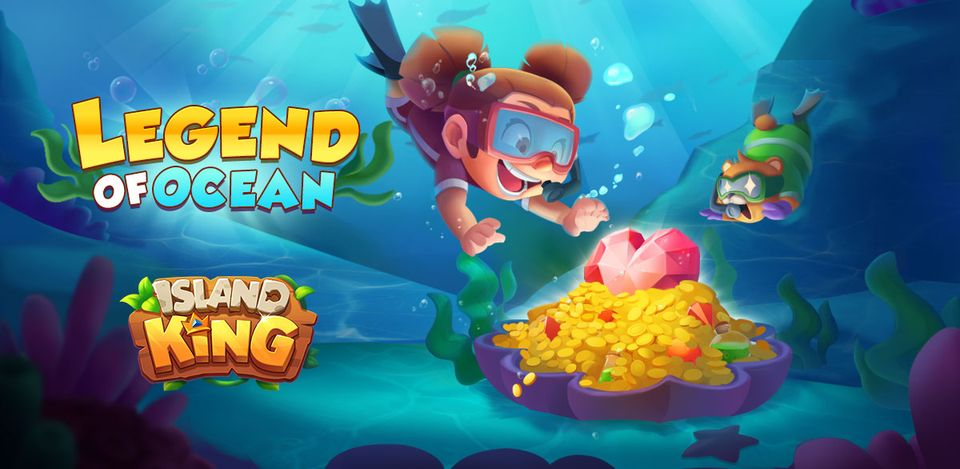 LEGEND
OF OCEAN
ISLAND
KING